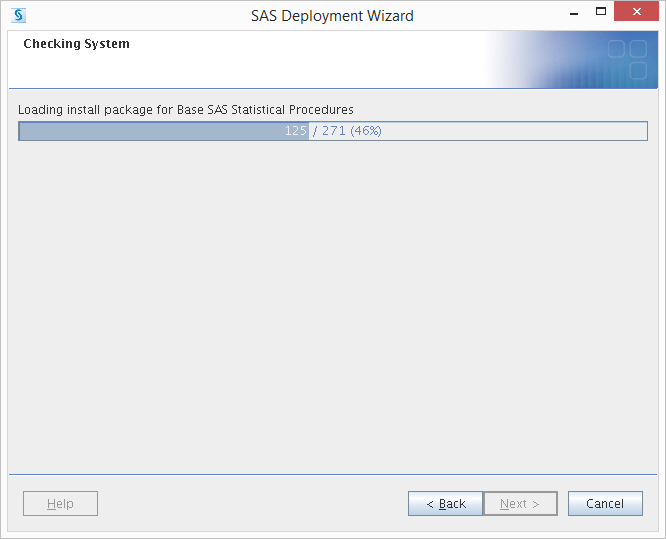 SAS Deployment Wizard
Checking System
Loading install package for Base SAS Statistical Procedures
125 / 271 (46%)
Help
< Back
Next >
Cancel